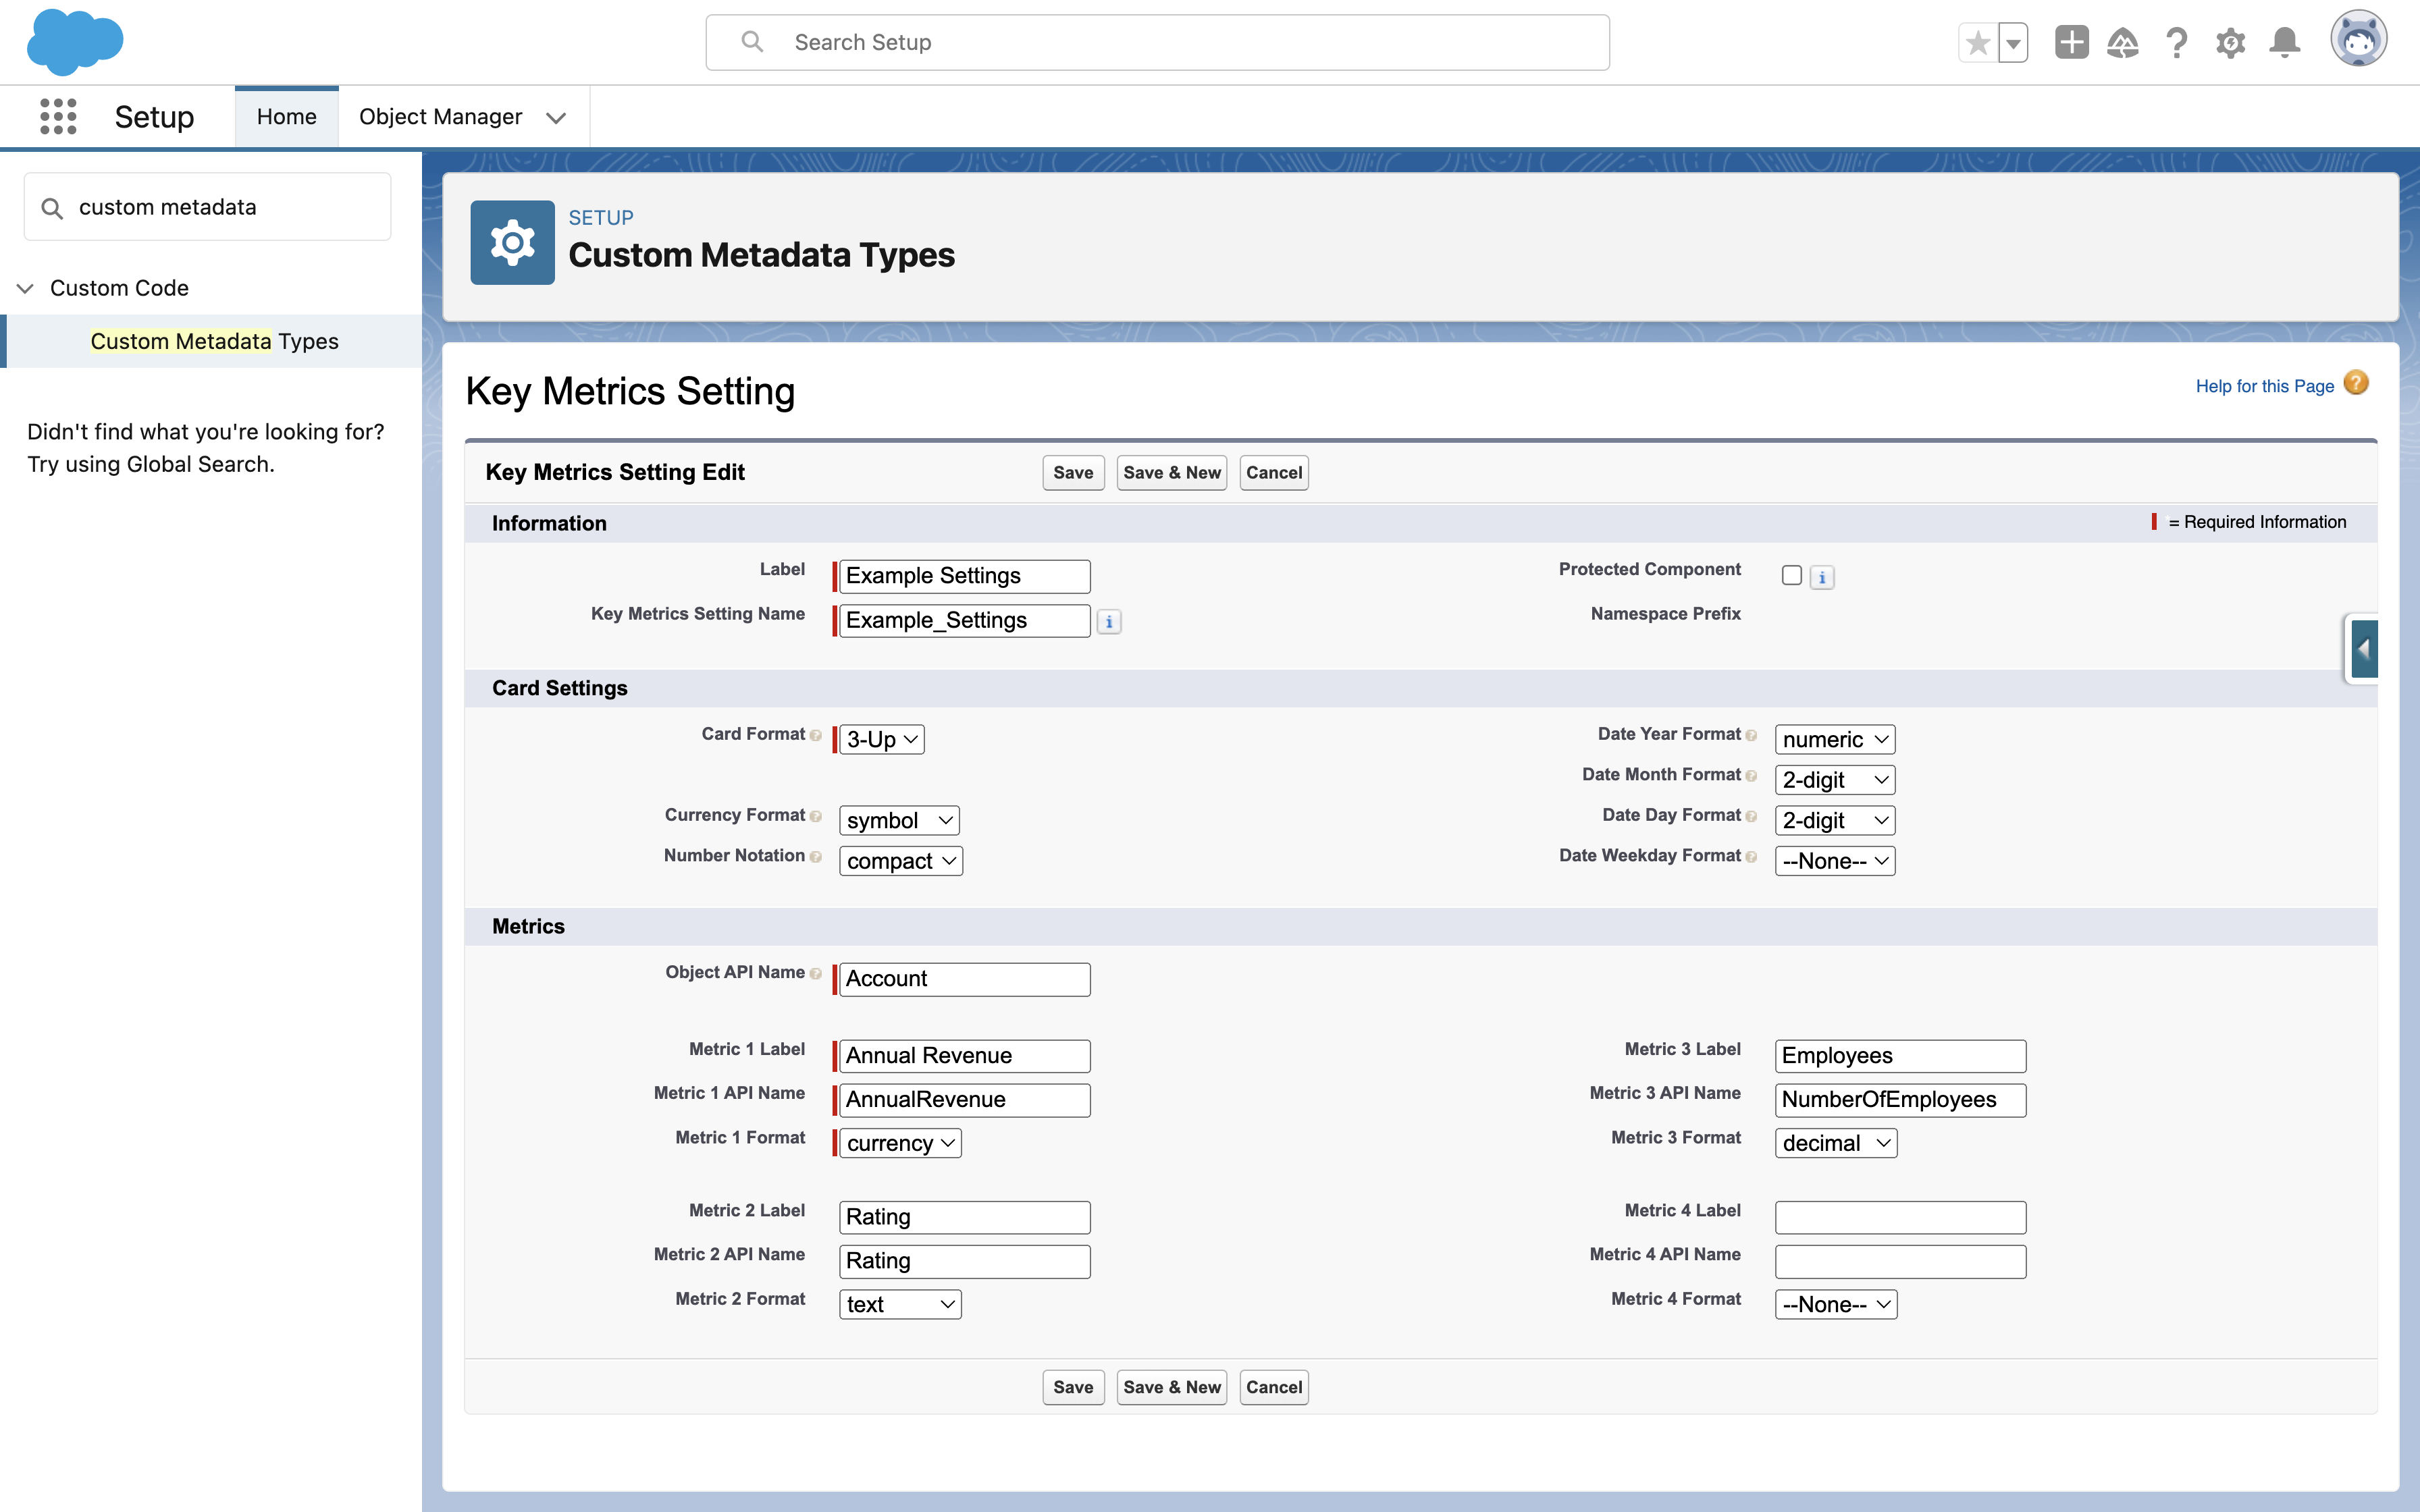 Search Setup
Setup
Home
Object Manager
custom metadata
Custom Code
Custom Metadata Types
Didn't find what you're looking for?
Try using Global Search.
SETUP
Custom Metadata Types
Key Metrics Setting
Help for this Page
Key Metrics Setting Edit
Save
Save & New
Cancel
Information
= Required Information
Label
Example Settings
Protected Component
Key Metrics Setting Name
Example_Settings
Namespace Prefix
Card Settings
Card Format
3-Up
Date Year Format
numeric
Date Month Format
2-digit
Currency Format
symbol
Date Day Format
2-digit
Number Notation
compact
Date Weekday Format
--None--
Metrics
Object API Name
Account
Metric 1 Label
Annual Revenue
Metric 3 Label
Employees
Metric 1 API Name
AnnualRevenue
Metric 3 API Name
NumberOfEmployees
Metric 1 Format
currency
Metric 3 Format
decimal
Metric 2 Label
Rating
Metric 4 Label
Metric 2 API Name
Rating
Metric 4 API Name
Metric 2 Format
text
Metric 4 Format
--None--
Save
Save & New
Cancel